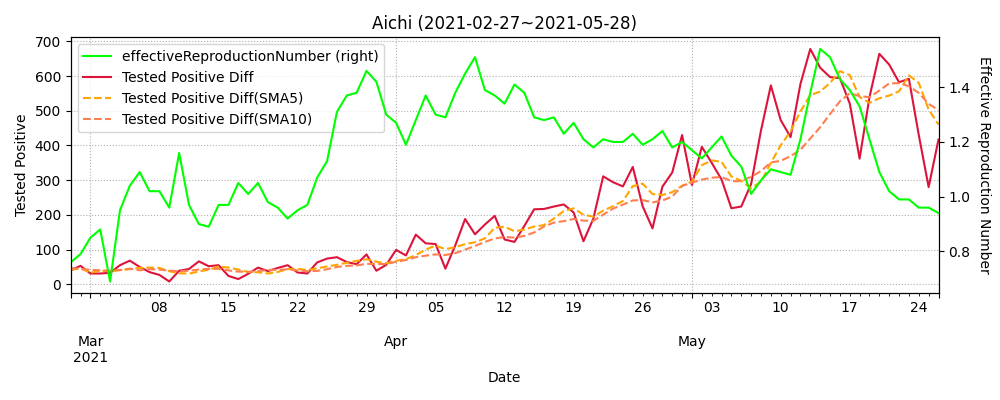 Aichi (2021-02-27~2021-05-28)
700
600
500
400
300
200
100
0
Tested Positive
effectiveReproductionNumber (right)
Tested Positive Diff
Tested Positive Diff(SMA5)
Tested Positive Diff(SMA10)
1.4
1.2
1.0
0.8
Effective Reproduction Number
08 15 22 29 05 12 19 26 03 10 17 24
Mar Apr May
2021
Date